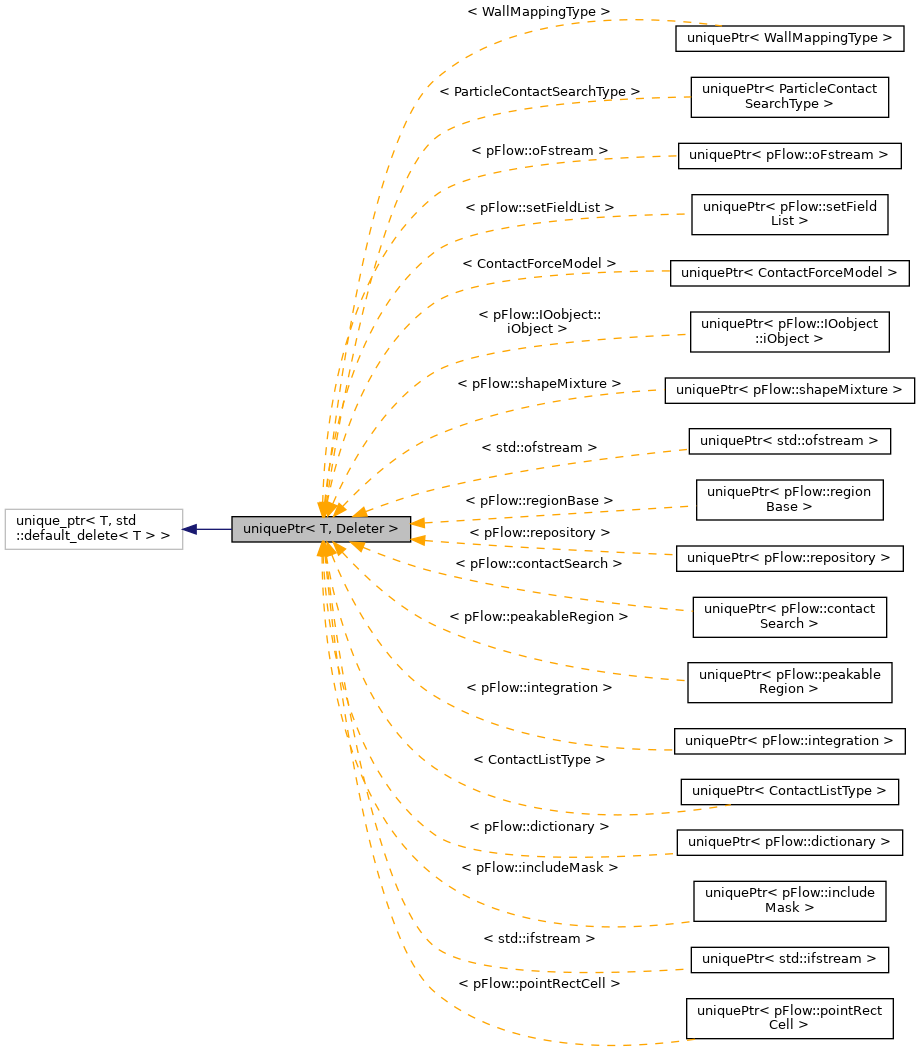 < WallMappingType >
uniquePtr< WallMappingType >
< ParticleContactSearchType >
uniquePtr< ParticleContact
SearchType >
< pFlow::oFstream >
uniquePtr< pFlow::oFstream >
< pFlow::setFieldList >
uniquePtr< pFlow::setField
List >
< ContactForceModel >
uniquePtr< ContactForceModel >
< pFlow::IOobject::
iObject >
uniquePtr< pFlow::IOobject
::iObject >
< pFlow::shapeMixture >
uniquePtr< pFlow::shapeMixture >
< std::ofstream >
uniquePtr< std::ofstream >
< pFlow::regionBase >
uniquePtr< pFlow::region
Base >
unique_ptr< T, std
::default_delete< T > >
uniquePtr< T, Deleter >
< pFlow::repository >
uniquePtr< pFlow::repository >
< pFlow::contactSearch >
uniquePtr< pFlow::contact
Search >
< pFlow::peakableRegion >
uniquePtr< pFlow::peakable
Region >
< pFlow::integration >
uniquePtr< pFlow::integration >
< ContactListType >
uniquePtr< ContactListType >
< pFlow::dictionary >
uniquePtr< pFlow::dictionary >
< pFlow::includeMask >
uniquePtr< pFlow::include
Mask >
< std::ifstream >
uniquePtr< std::ifstream >
< pFlow::pointRectCell >
uniquePtr< pFlow::pointRect
Cell >